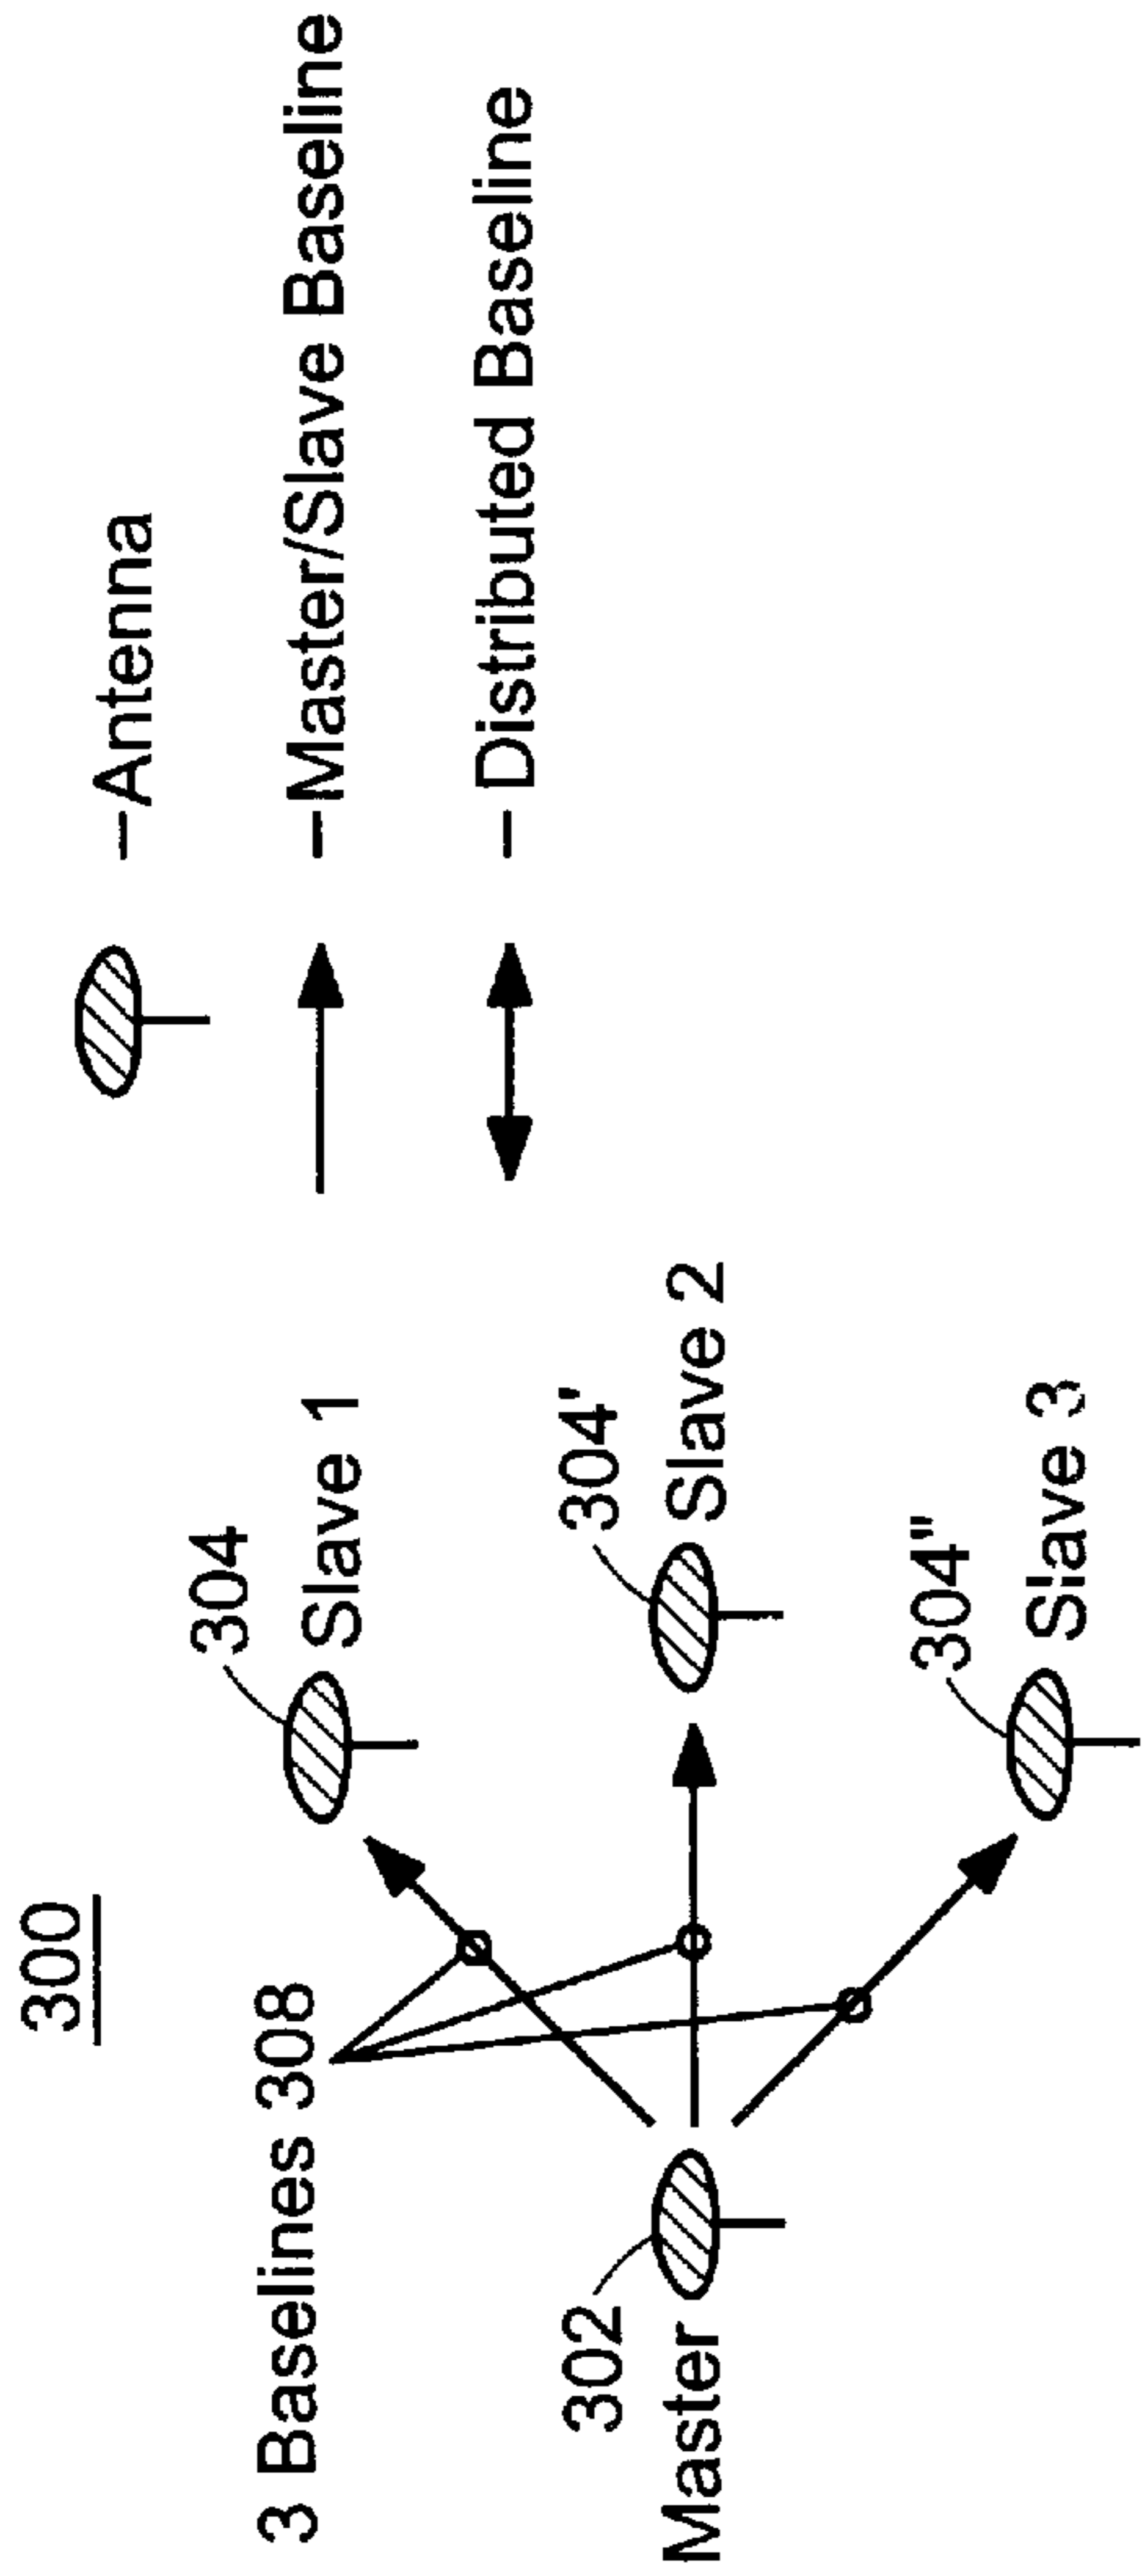 300
3 Baselines 308
304
Slave 1
302
Master
304'
Slave 2
304"
Slave 3
–Antenna
–Master/Slave Baseline
–Distributed Baseline